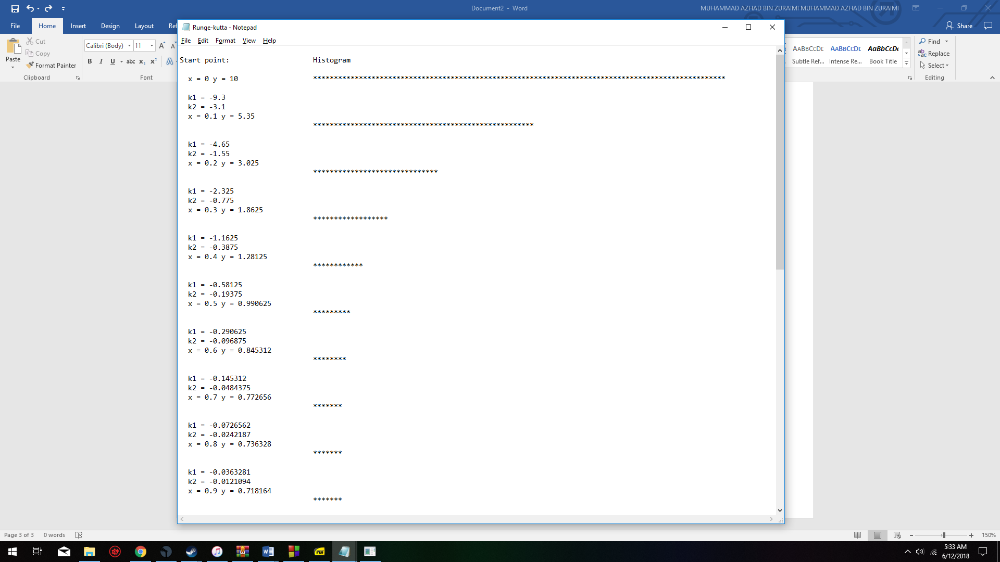 Document2 - Word
MUHAMMAD AZHAD BIN ZURAIMI MUHAMMAD AZHAD BIN ZURAIMI
File Home Insert Design Layout Ref
Share
Cut
Copy
Format Painter
Paste
Clipboard
Calibri (Body) 11
B I U abc x₂ x² A
Font
AABBCCDE AABBCCDE AaBbCcDc
Subtle Ref... Intense Re... Book Title
Find
Replace
Select
Editing
Runge-kutta - Notepad
File Edit Format View Help
Start point: Histogram
x = 0 y = 10 ***************************************************************************************************
k1 = -9.3
k2 = -3.1
x = 0.1 y = 5.35
*****************************************************
k1 = -4.65
k2 = -1.55
x = 0.2 y = 3.025
******************************
k1 = -2.325
k2 = -0.775
x = 0.3 y = 1.8625
******************
k1 = -1.1625
k2 = -0.3875
x = 0.4 y = 1.28125
************
k1 = -0.58125
k2 = -0.19375
x = 0.5 y = 0.990625
*********
k1 = -0.290625
k2 = -0.096875
x = 0.6 y = 0.845312
********
k1 = -0.145312
k2 = -0.0484375
x = 0.7 y = 0.772656
*******
k1 = -0.0726562
k2 = -0.0242187
x = 0.8 y = 0.736328
*******
k1 = -0.0363281
k2 = -0.0121094
x = 0.9 y = 0.718164
*******
Page 3 of 3 0 words
150%
5:33 AM
6/12/2018